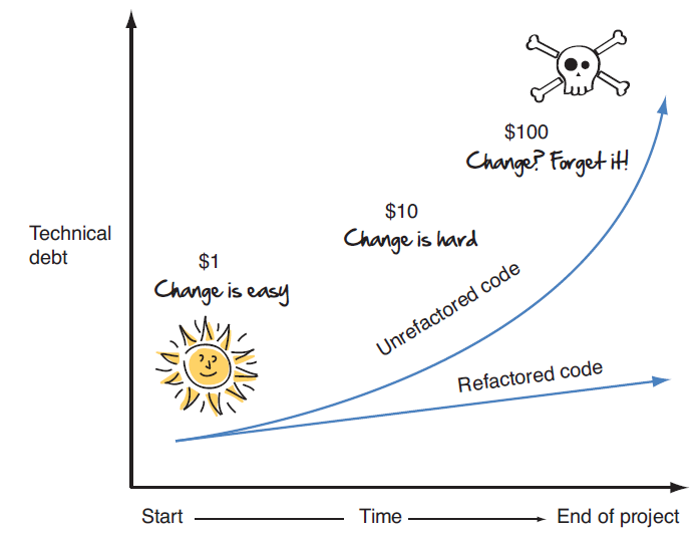 $100
Change? Forget it!
$10
Change is hard
Technical
debt
$1
Change is easy
Unrefactored code
Refactored code
Start
Time
End of project